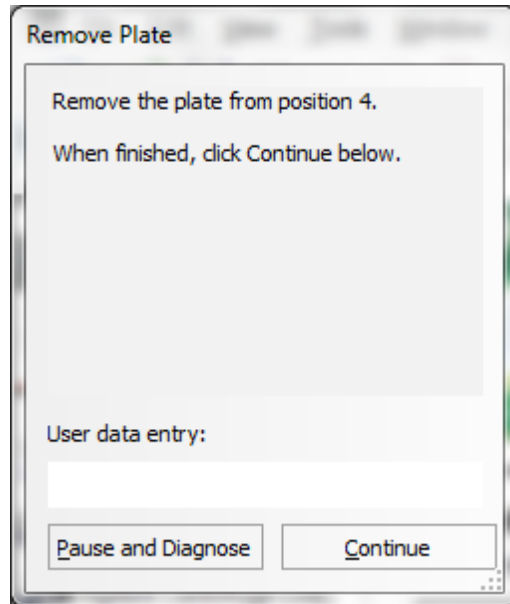 Remove Plate
Remove the plate from position 4.
When finished, click Continue below.
User data entry:
Pause and Diagnose
Continue